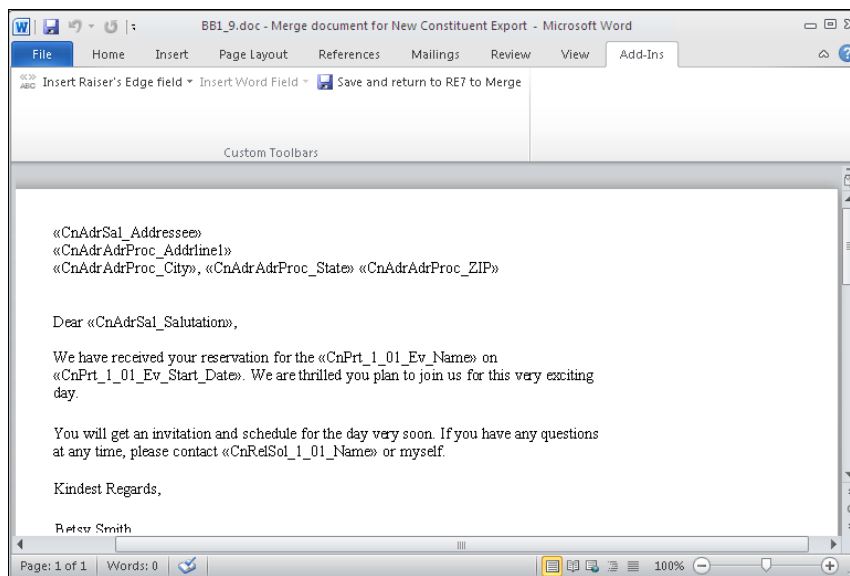 BB1_9.doc - Merge document for New Constituent Export - Microsoft Word
File Home Insert Page Layout References Mailings Review View Add-Ins
«<>» ABC Insert Raiser's Edge field Insert Word Field Save and return to RE7 to Merge
Custom Toolbars
«CnAdrSal_Addressee»
«CnAdrAdrProc_Addrline1»
«CnAdrAdrProc_City», «CnAdrAdrProc_State» «CnAdrAdrProc_ZIP»
Dear «CnAdrSal_Salutation»,
We have received your reservation for the «CnPrt_1_01_Ev_Name» on
«CnPrt_1_01_Ev_Start_Date». We are thrilled you plan to join us for this very exciting
day.
You will get an invitation and schedule for the day very soon. If you have any questions
at any time, please contact «CnRelSol_1_01_Name» or myself.
Kindest Regards,
Betsy Smith
Page: 1 of 1 Words: 0 100%